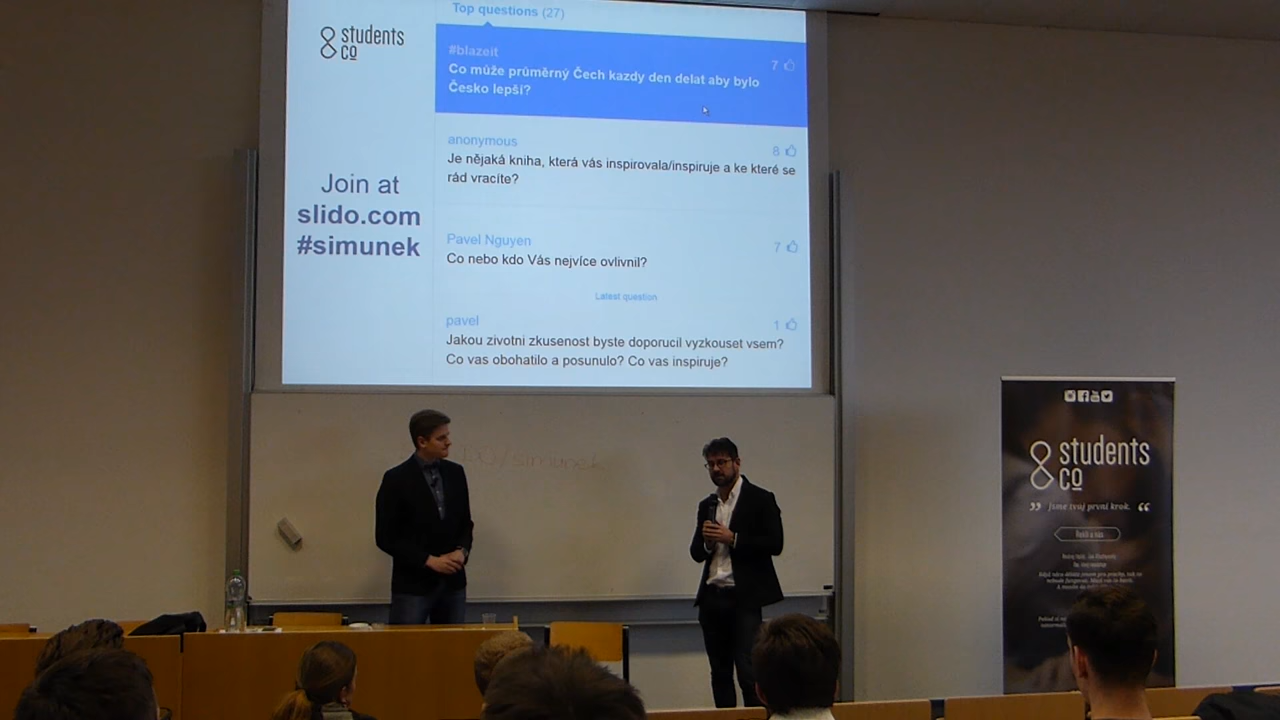 Top questions (27)
students
co
#blazeit
7
Co může průměrný Čech kazdy den delat aby bylo
Česko lepší?
anonymous
8
Je nějaká kniha, která vás inspirovala/inspiruje a ke které se
rád vracíte?
Join at
slido.com
#simunek
Pavel Nguyen
7
Co nebo kdo Vás nejvíce ovlivnil?
Latest question
pavel
1
Jakou zivotni zkusenost byste doporucil vyzkouset vsem?
Co vas obohatilo a posunulo? Co vas inspiruje?
students
co
jsme tvůj první krok.